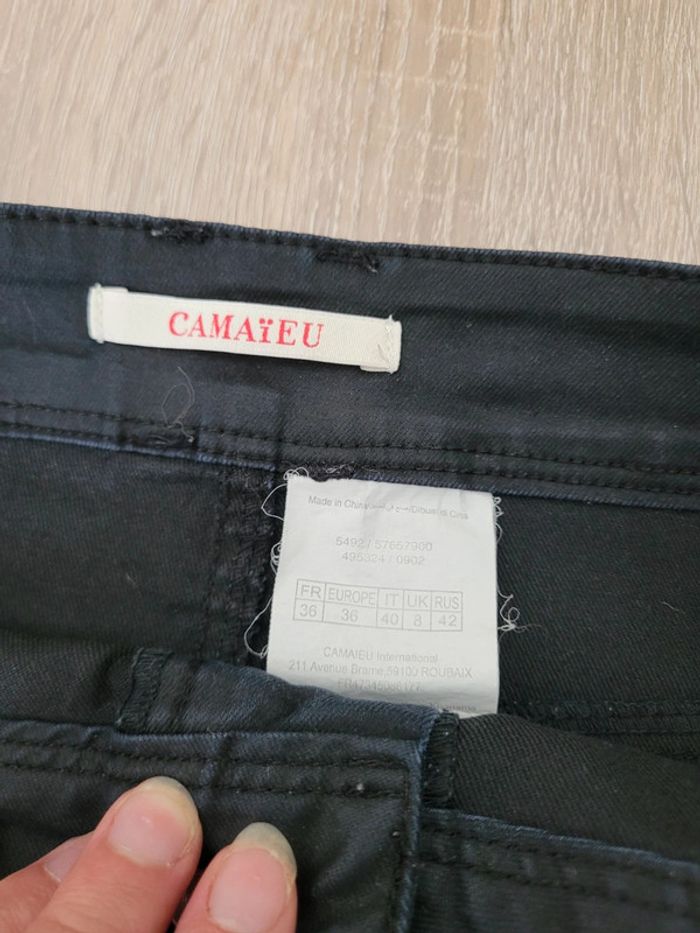 CAMAïEU
Made in China
5492 / 57657900
495324 / 0902
FR EUROPE IT UK RUS
36 36 40 8 42
CAMAIEU International
211 Avenue Brame,59100 ROUBAIX